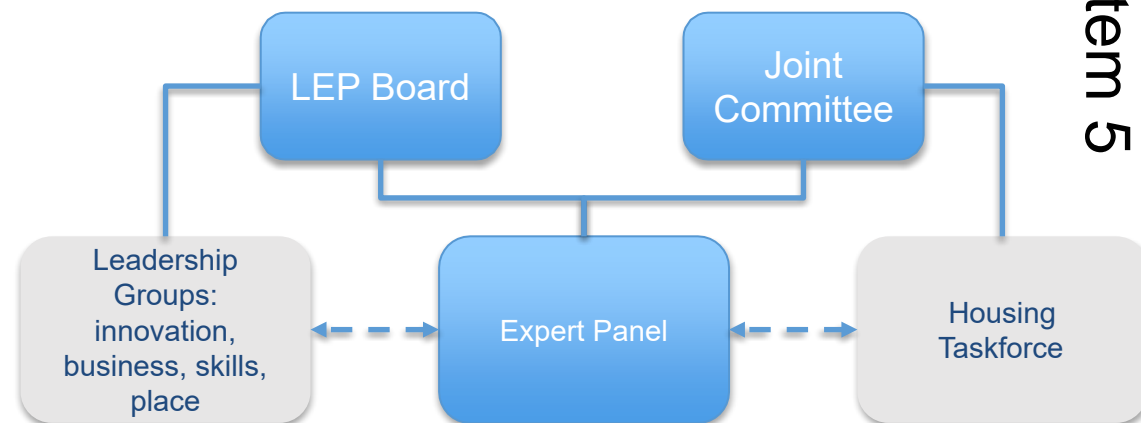 LEP Board
Joint
Committee
tem 5
Leadership
Groups:
innovation,
business, skills,
place
Expert Panel
Housing
Taskforce